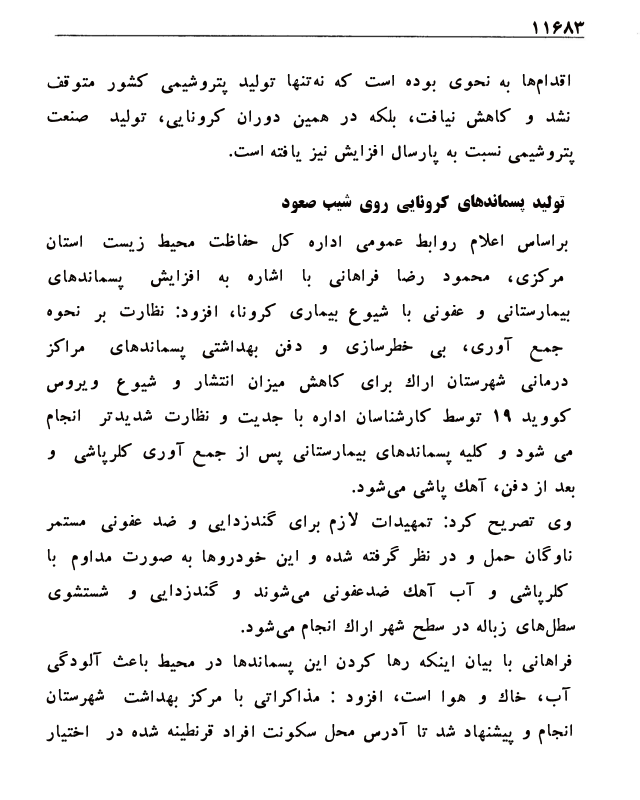 ۱۱۶۸۳
اقدام‌ها به نحوی بوده است که نه‌تنها تولید پتروشیمی کشور متوقف
نشد و کاهش نیافت، بلکه در همین دوران کرونایی، تولید صنعت
پتروشیمی نسبت به پارسال افزایش نیز یافته است.
تولید پسماندهای کرونایی روی شیب صعود
براساس اعلام روابط عمومی اداره کل حفاظت محیط زیست استان
مرکزی، محمود رضا فراهانی با اشاره به افزایش پسماندهای
بیمارستانی و عفونی با شیوع بیماری کرونا، افزود: نظارت بر نحوه
جمع آوری، بی خطرسازی و دفن بهداشتی پسماندهای مراکز
درمانی شهرستان اراك برای کاهش میزان انتشار و شیوع ویروس
کووید ۱۹ توسط کارشناسان اداره با جدیت و نظارت شدیدتر انجام
می شود و کلیه پسماندهای بیمارستانی پس از جمع آوری کلرپاشی و
بعد از دفن، آهك پاشی می‌شود.
وی تصریح کرد: تمهیدات لازم برای گندزدایی و ضد عفونی مستمر
ناوگان حمل و در نظر گرفته شده و این خودروها به صورت مداوم با
کلرپاشی و آب آهك ضدعفونی می‌شوند و گندزدایی و شستشوی
سطل‌های زباله در سطح شهر اراك انجام می‌شود.
فراهانی با بیان اینکه رها کردن این پسماندها در محیط باعث آلودگی
آب، خاك و هوا است، افزود : مذاکراتی با مرکز بهداشت شهرستان
انجام و پیشنهاد شد تا آدرس محل سکونت افراد قرنطینه شده در اختیار